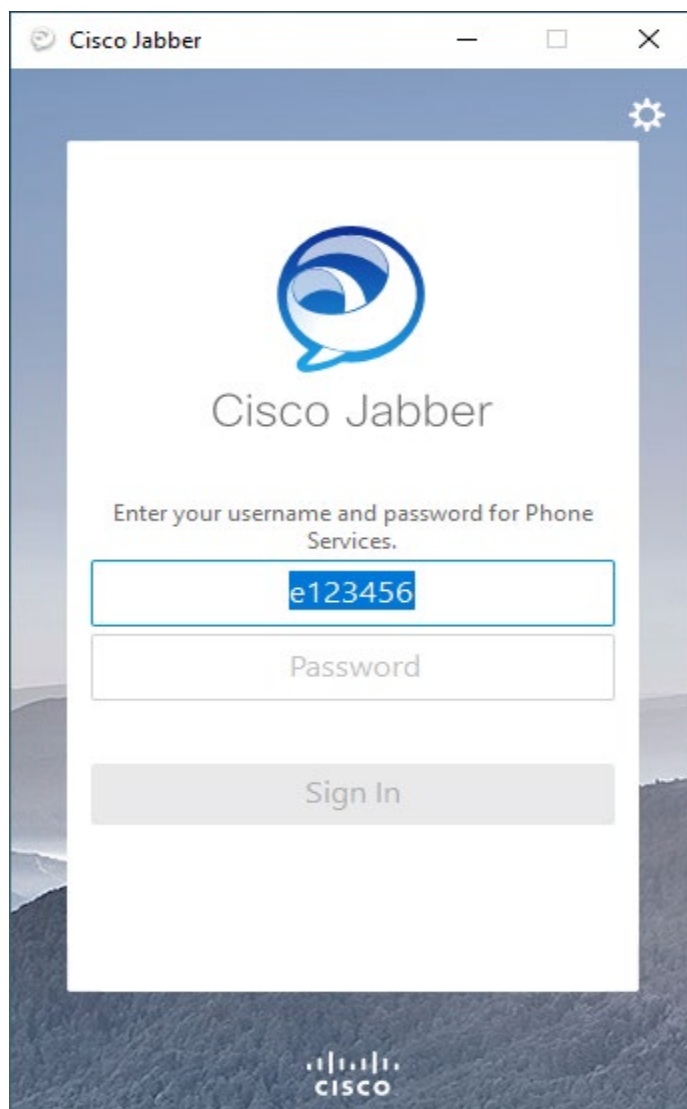 Cisco Jabber
Cisco Jabber
Enter your username and password for Phone
Services.
e123456
Password
Sign In
CISCO